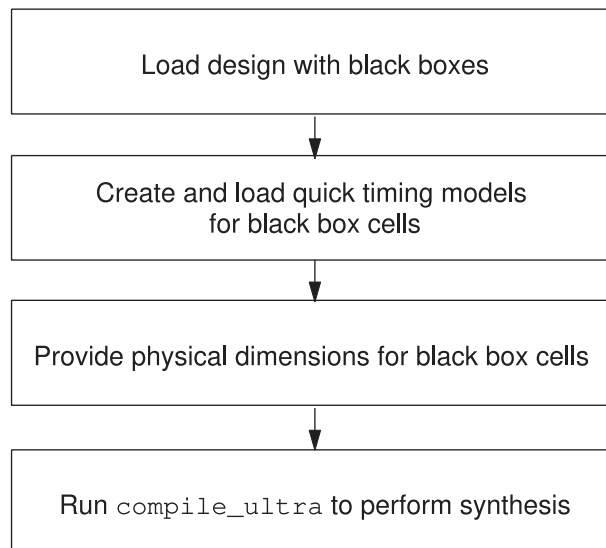 Load design with black boxes
Create and load quick timing models
for black box cells
Provide physical dimensions for black box cells
Run compile_ultra to perform synthesis